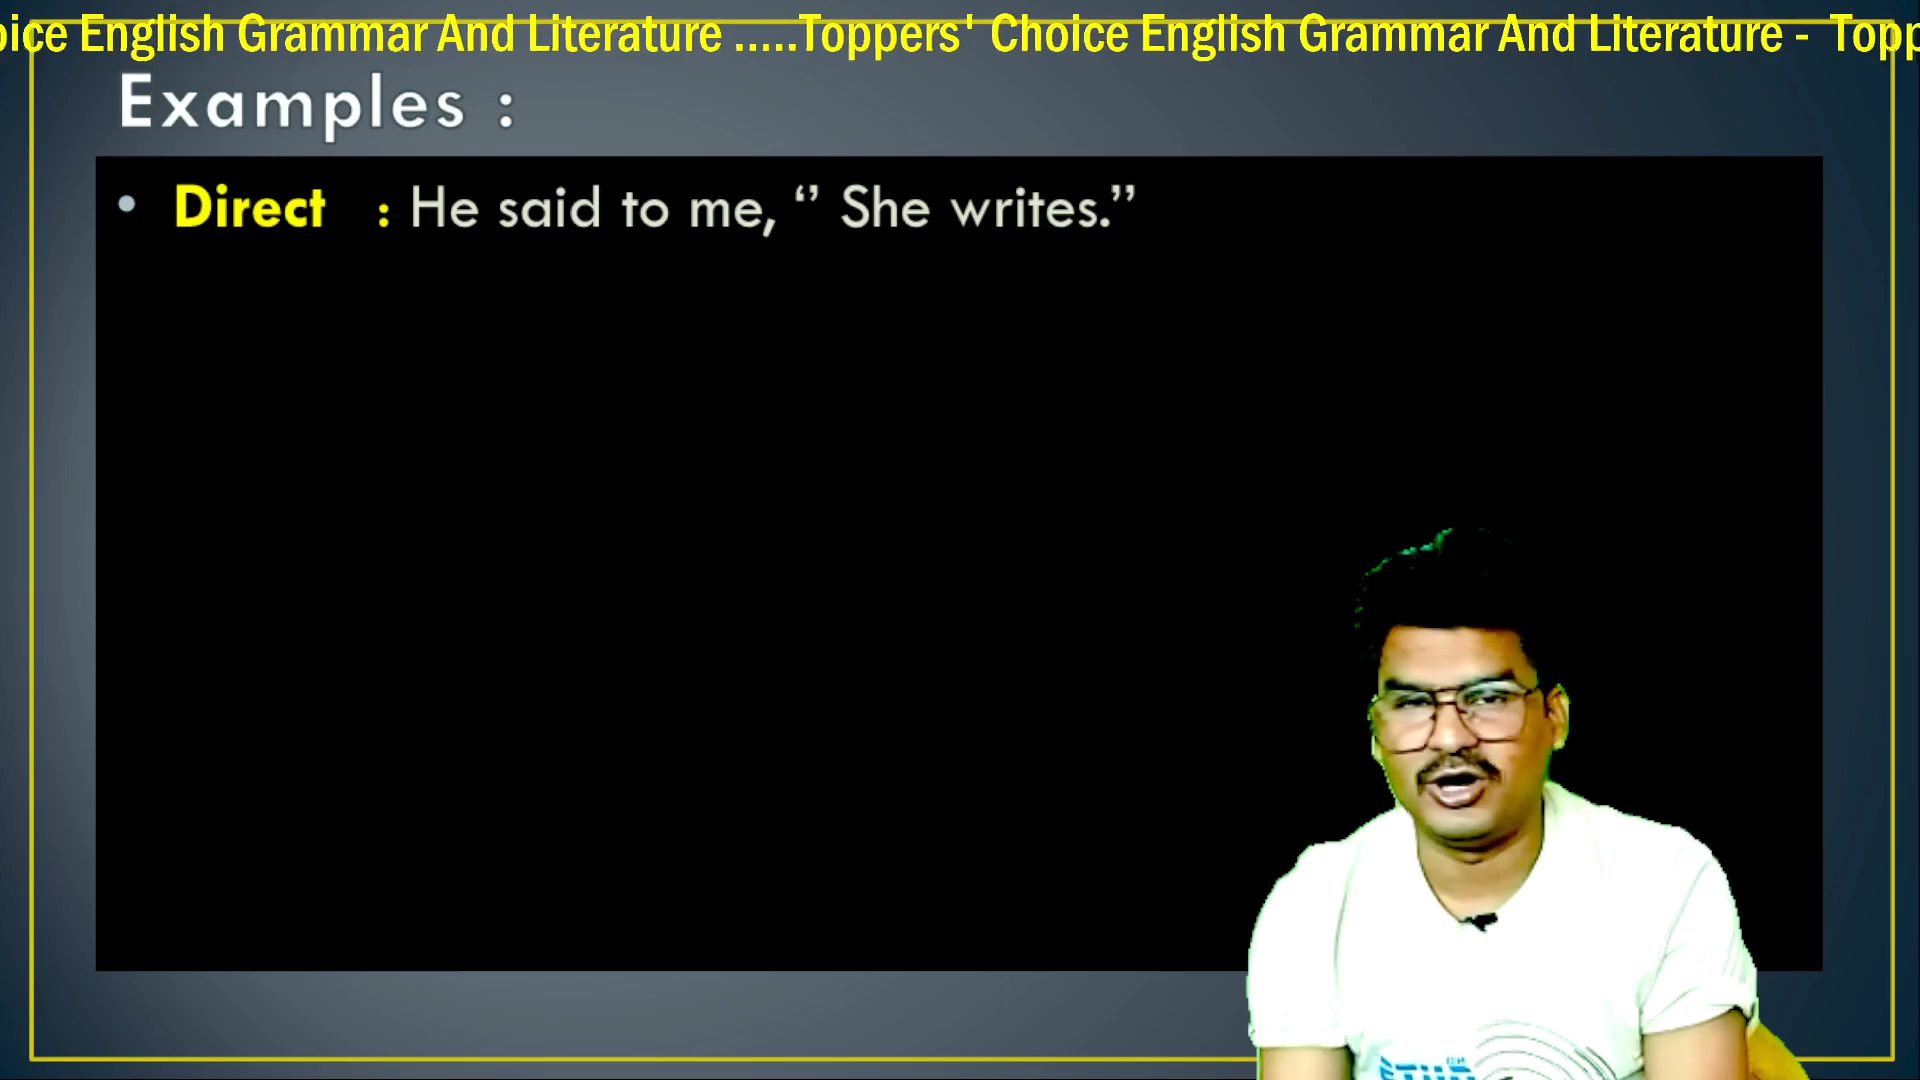 oice English Grammar And Literature .....Toppers' Choice English Grammar And Literature - Topp
Examples :
• Direct : He said to me, “ She writes.”